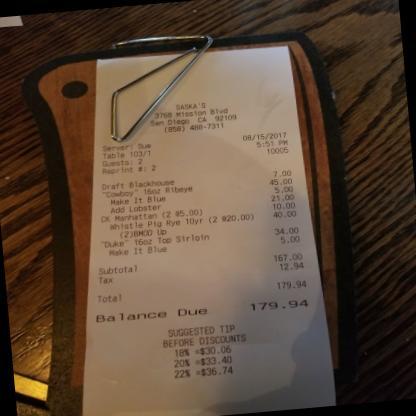 SASKA'S
3768 Mission Blvd
San Diego CA 92109
(858) 488-7311
Server: Sue 08/15/2017
Table 103/1 5:51 PM
Guests: 2 10005
Reprint #: 2
Draft Blackhouse 7.00
"Cowboy" 16oz Ribeye 45.00
Make It Blue 5.00
Add Lobster 21.00
CK Manhattan (2 @5.00) 10.00
Whistle Pig Rye 10yr (2 @20.00) 40.00
(2)BMOD Up
"Duke" 16oz Top Sirloin 34.00
Make It Blue 5.00
Subtotal 167.00
Tax 12.94
Total 179.94
Balance Due 179.94
SUGGESTED TIP
BEFORE DISCOUNTS
18% =$30.06
20% =$33.40
22% =$36.74